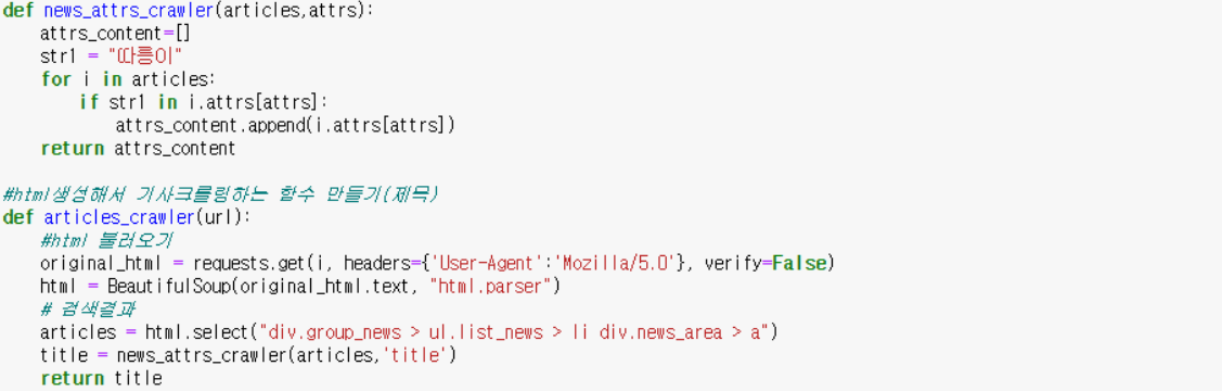 def news_attrs_crawler(articles,attrs):
    attrs_content=[]
    str1 = "따릉이"
    for i in articles:
        if str1 in i.attrs[attrs]:
            attrs_content.append(i.attrs[attrs])
    return attrs_content

#html생성해서 기사크롤링하는 함수 만들기(제목)
def articles_crawler(url):
    #html 불러오기
    original_html = requests.get(i, headers={'User-Agent':'Mozilla/5.0'}, verify=False)
    html = BeautifulSoup(original_html.text, "html.parser")
    # 검색결과
    articles = html.select("div.group_news > ul.list_news > li div.news_area > a")
    title = news_attrs_crawler(articles,'title')
    return title